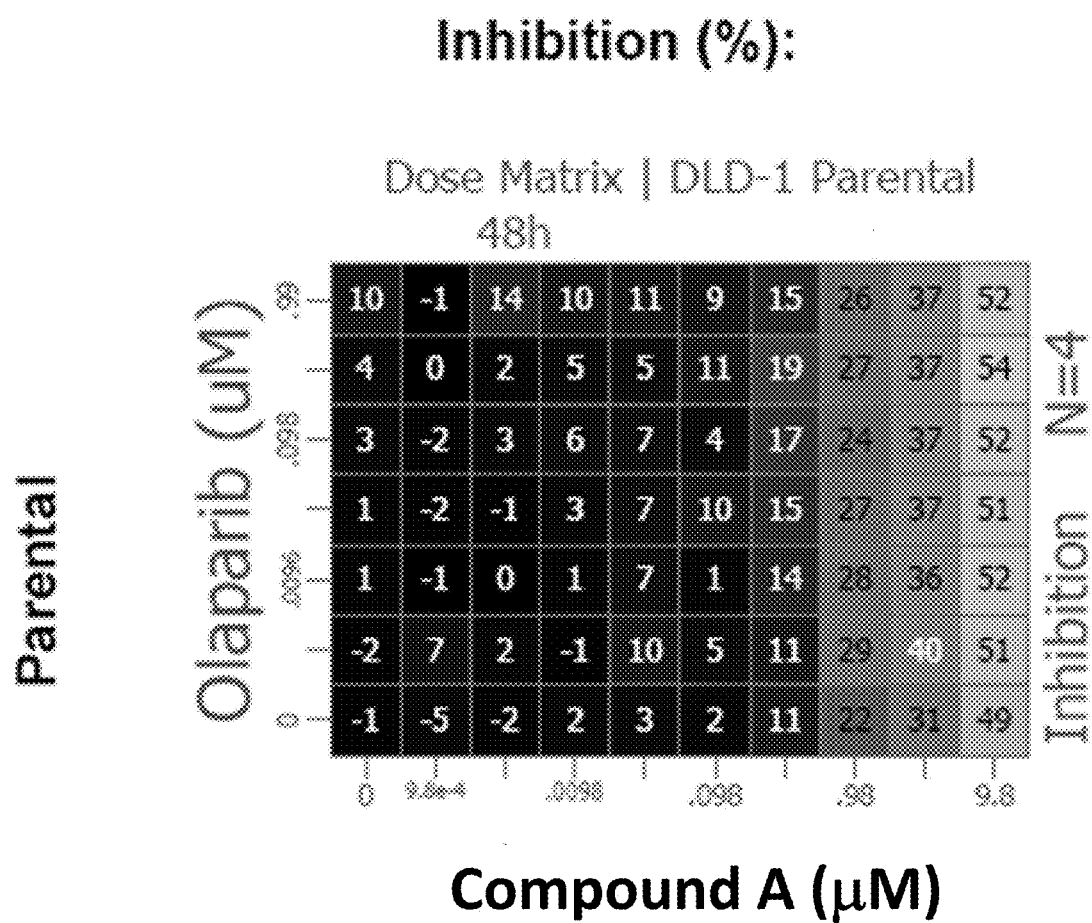 Inhibition (%):
Dose Matrix | DLD-1 Parental
48h
Parental
Olaparib (uM)
.99 10 -1 14 10 11 9 15 26 37 52
4 0 2 5 5 11 19 27 37 54
.098 3 -2 3 6 7 4 17 24 37 52
1 -2 -1 3 7 10 15 27 37 51
.0096 1 -1 0 1 7 1 14 28 36 52
-2 7 2 -1 10 5 11 29 40 51
0 -1 -5 -2 2 3 2 11 22 31 49
0 .0098 .098 .98 9.8
Inhibition N=4
Compound A (μM)